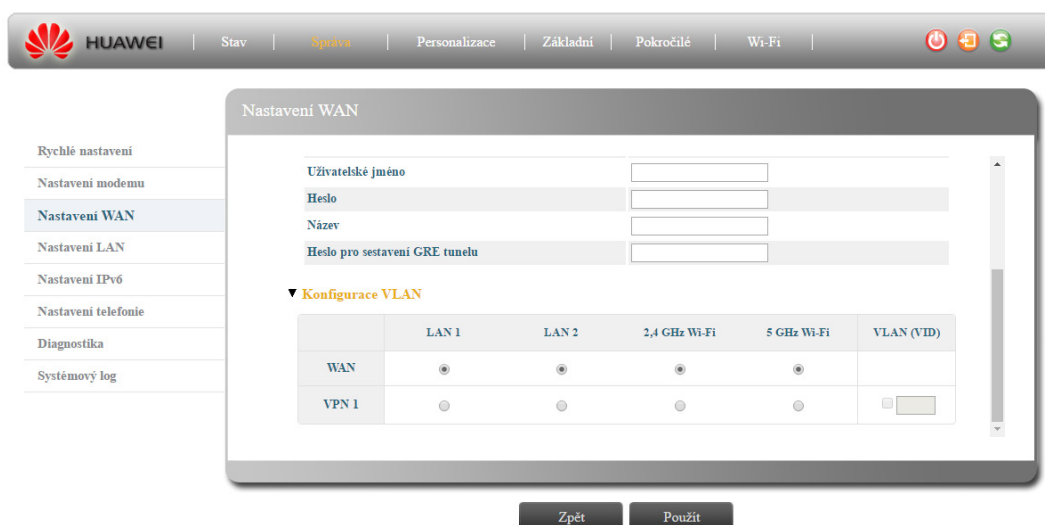 HUAWEI | Stav | Správa | Personalizace | Základní | Pokročilé | Wi-Fi |
Nastavení WAN
Rychlé nastavení
Nastavení modemu
Nastavení WAN
Nastavení LAN
Nastavení IPv6
Nastavení telefonie
Diagnostika
Systémový log
Uživatelské jméno
Heslo
Název
Heslo pro sestavení GRE tunelu
▼ Konfigurace VLAN
LAN 1 LAN 2 2,4 GHz Wi-Fi 5 GHz Wi-Fi VLAN (VID)
WAN
VPN 1
Zpět Použít